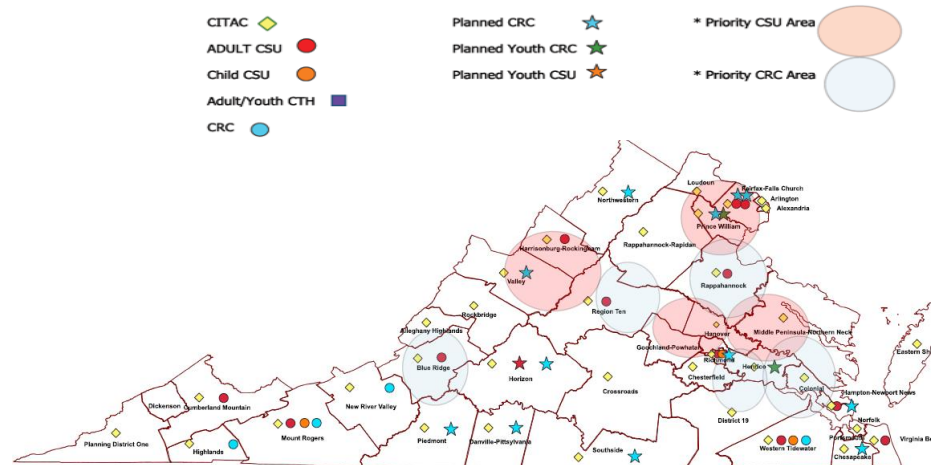 CITAC
Planned CRC
* Priority CSU Area
ADULT CSU
Planned Youth CRC
Child CSU
Planned Youth CSU
* Priority CRC Area
Adult/Youth CTH
CRC
Loudoun
Fairfax-Falls Church
Northwestern
Arlington
Alexandria
Prince William
Rappahannock-Rapidan
Harrisonburg-Rockingham
Valley
Rappahannock
Rockbridge
Region Ten
Alleghany Highlands
Hanover
Middle Peninsula-Northern Neck
Goochland-Powhatan
Eastern Sh
Richmond
Blue Ridge
Horizon
Chesterfield
Henrico
Crossroads
Colonial
Dickenson
Cumberland Mountain
New River Valley
Hampton-Newport News
District 19
Norfolk
Planning District One
Mount Rogers
Piedmont
Danville-Pittsylvania
Portsmouth
Highlands
Southside
Western Tidewater
Virginia Be
Chesapeake